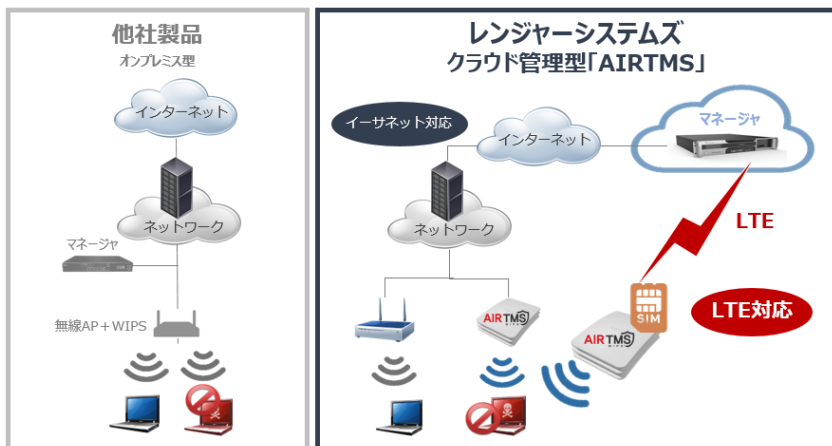 他社製品
オンプレミス型
インターネット
ネットワーク
マネージャ
無線AP+WIPS
レンジャーシステムズ
クラウド管理型「AIRTMS」
イーサネット対応
インターネット
マネージャ
ネットワーク
LTE
LTE対応
SIM
AIRTMS
WIPS
AIRTMS
WIPS